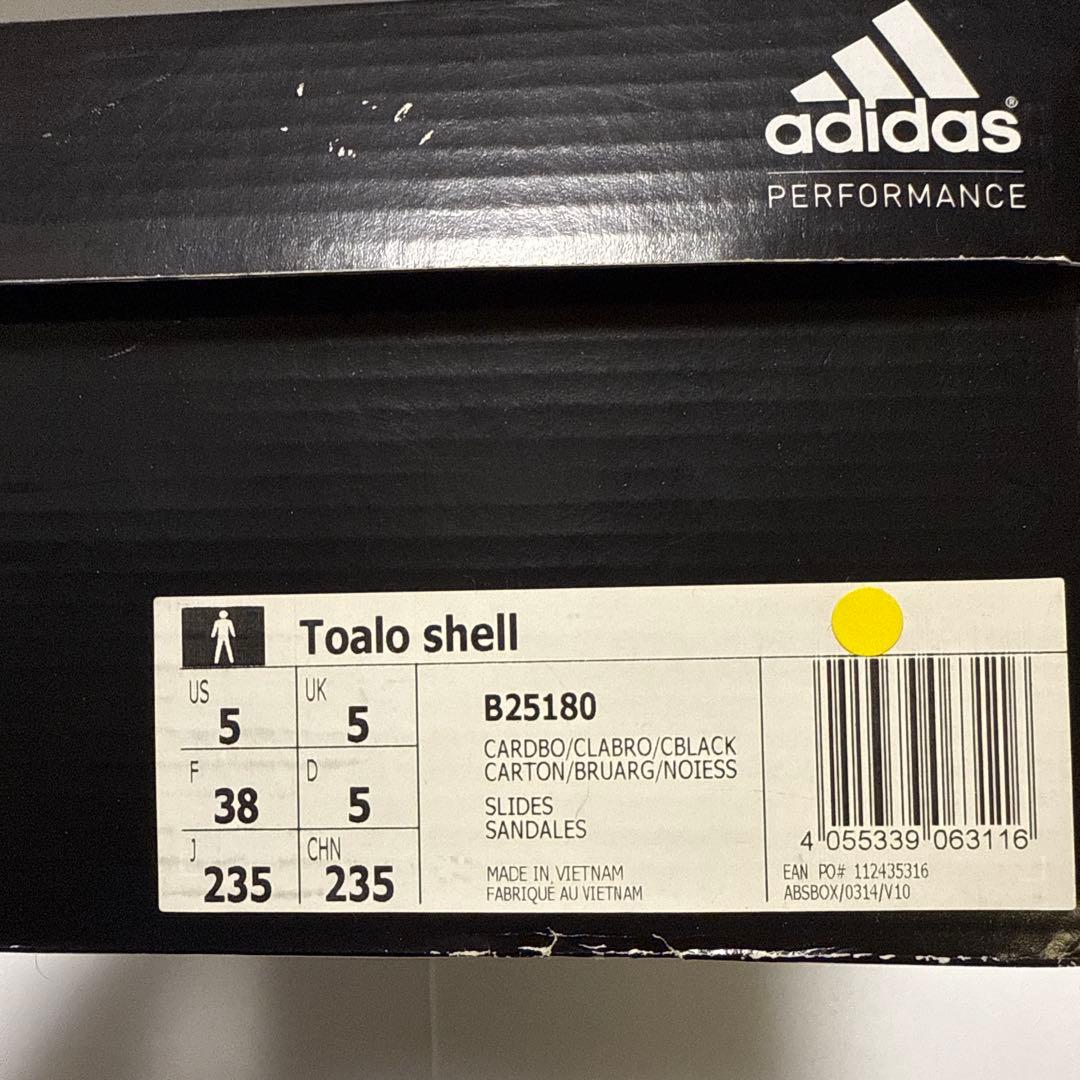 adidas®
PERFORMANCE
Toalo shell
US
5
UK
5
F
38
D
5
J
235
CHN
235
B25180
CARDBO/CLABRO/CBLACK
CARTON/BRUARG/NOIESS
SLIDES
SANDALES
MADE IN VIETNAM
FABRIQUÉ AU VIETNAM
4 055339 063116
EAN PO# 112435316
ABSBOX/0314/V10